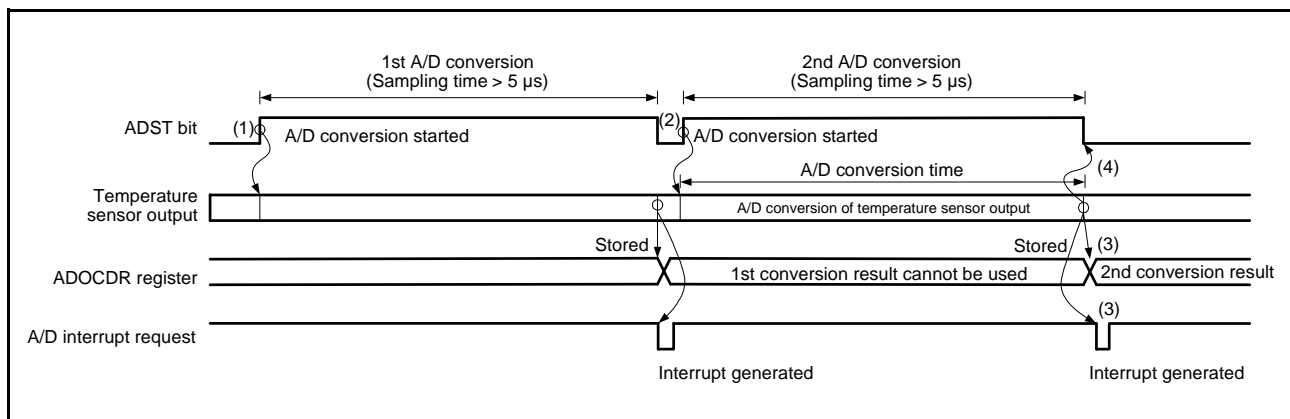 1st A/D conversion
(Sampling time > 5 µs)
2nd A/D conversion
(Sampling time > 5 µs)
ADST bit
(1)
A/D conversion started
(2)
A/D conversion started
(4)
A/D conversion time
Temperature
sensor output
A/D conversion of temperature sensor output
Stored
Stored
(3)
ADOCDR register
1st conversion result cannot be used
2nd conversion result
(3)
A/D interrupt request
Interrupt generated
Interrupt generated